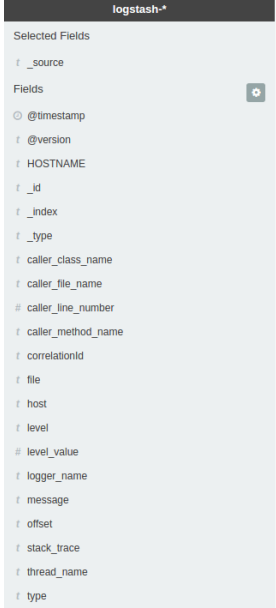 logstash-*
Selected Fields
t _source
Fields
@timestamp
t @version
t HOSTNAME
t _id
t _index
t _type
t caller_class_name
t caller_file_name
# caller_line_number
t caller_method_name
t correlationId
t file
t host
t level
# level_value
t logger_name
t message
t offset
t stack_trace
t thread_name
t type